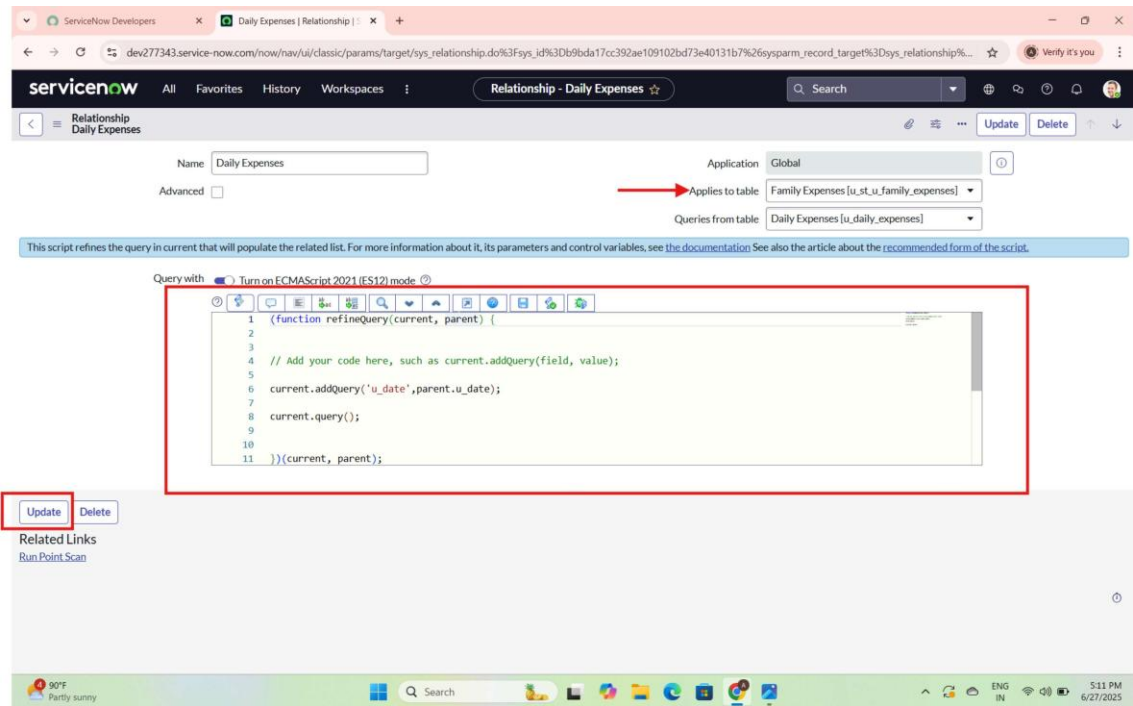 ServiceNow Developers
Daily Expenses | Relationship | S
dev277343.service-now.com/now/nav/ui/classic/params/target/sys_relationship.do%3Fsys_id%3Db9bda17cc392ae109102bd73e40131b7%26sysparm_record_target%3Dsys_relationship%...
Verify it's you
servicenow All Favorites History Workspaces Relationship - Daily Expenses Search
Relationship
Daily Expenses
Update Delete
Name Daily Expenses Application Global
Advanced Applies to table Family Expenses [u_st_u_family_expenses]
Queries from table Daily Expenses [u_daily_expenses]
This script refines the query in current that will populate the related list. For more information about it, its parameters and control variables, see the documentation See also the article about the recommended form of the script.
Query with Turn on ECMAScript 2021 (ES12) mode
1 (function refineQuery(current, parent) {
2
3
4 // Add your code here, such as current.addQuery(field, value);
5
6 current.addQuery('u_date',parent.u_date);
7
8 current.query();
9
10
11 })(current, parent);
Update Delete
Related Links
Run Point Scan
4 90°F
Partly sunny
Search
ENG
IN
5:11 PM
6/27/2025